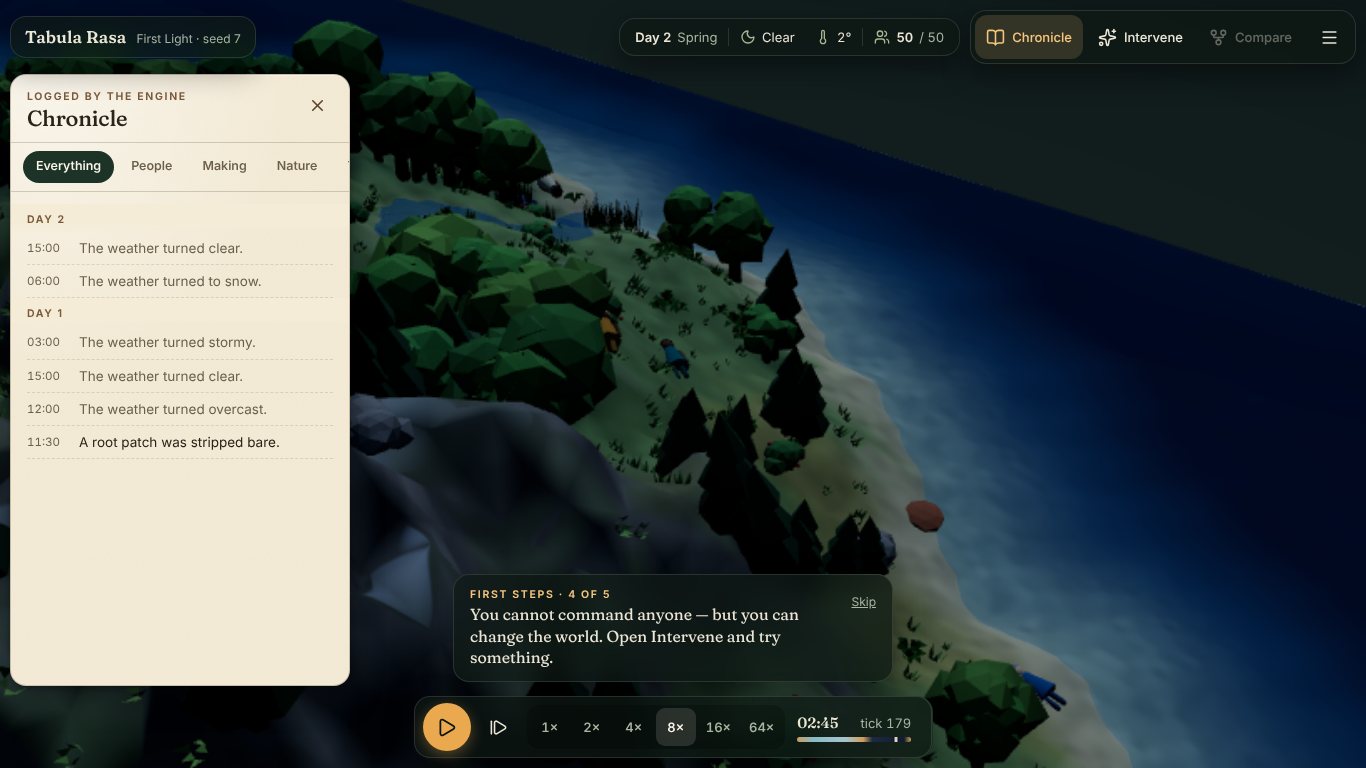 Tabula Rasa First Light · seed 7
Day 2 Spring Clear 2° 50 / 50
Chronicle Intervene Compare
LOGGED BY THE ENGINE
Chronicle
Everything People Making Nature
DAY 2
15:00 The weather turned clear.
06:00 The weather turned to snow.
DAY 1
03:00 The weather turned stormy.
15:00 The weather turned clear.
12:00 The weather turned overcast.
11:30 A root patch was stripped bare.
FIRST STEPS · 4 OF 5
Skip
You cannot command anyone — but you can
change the world. Open Intervene and try
something.
1× 2× 4× 8× 16× 64× 02:45 tick 179